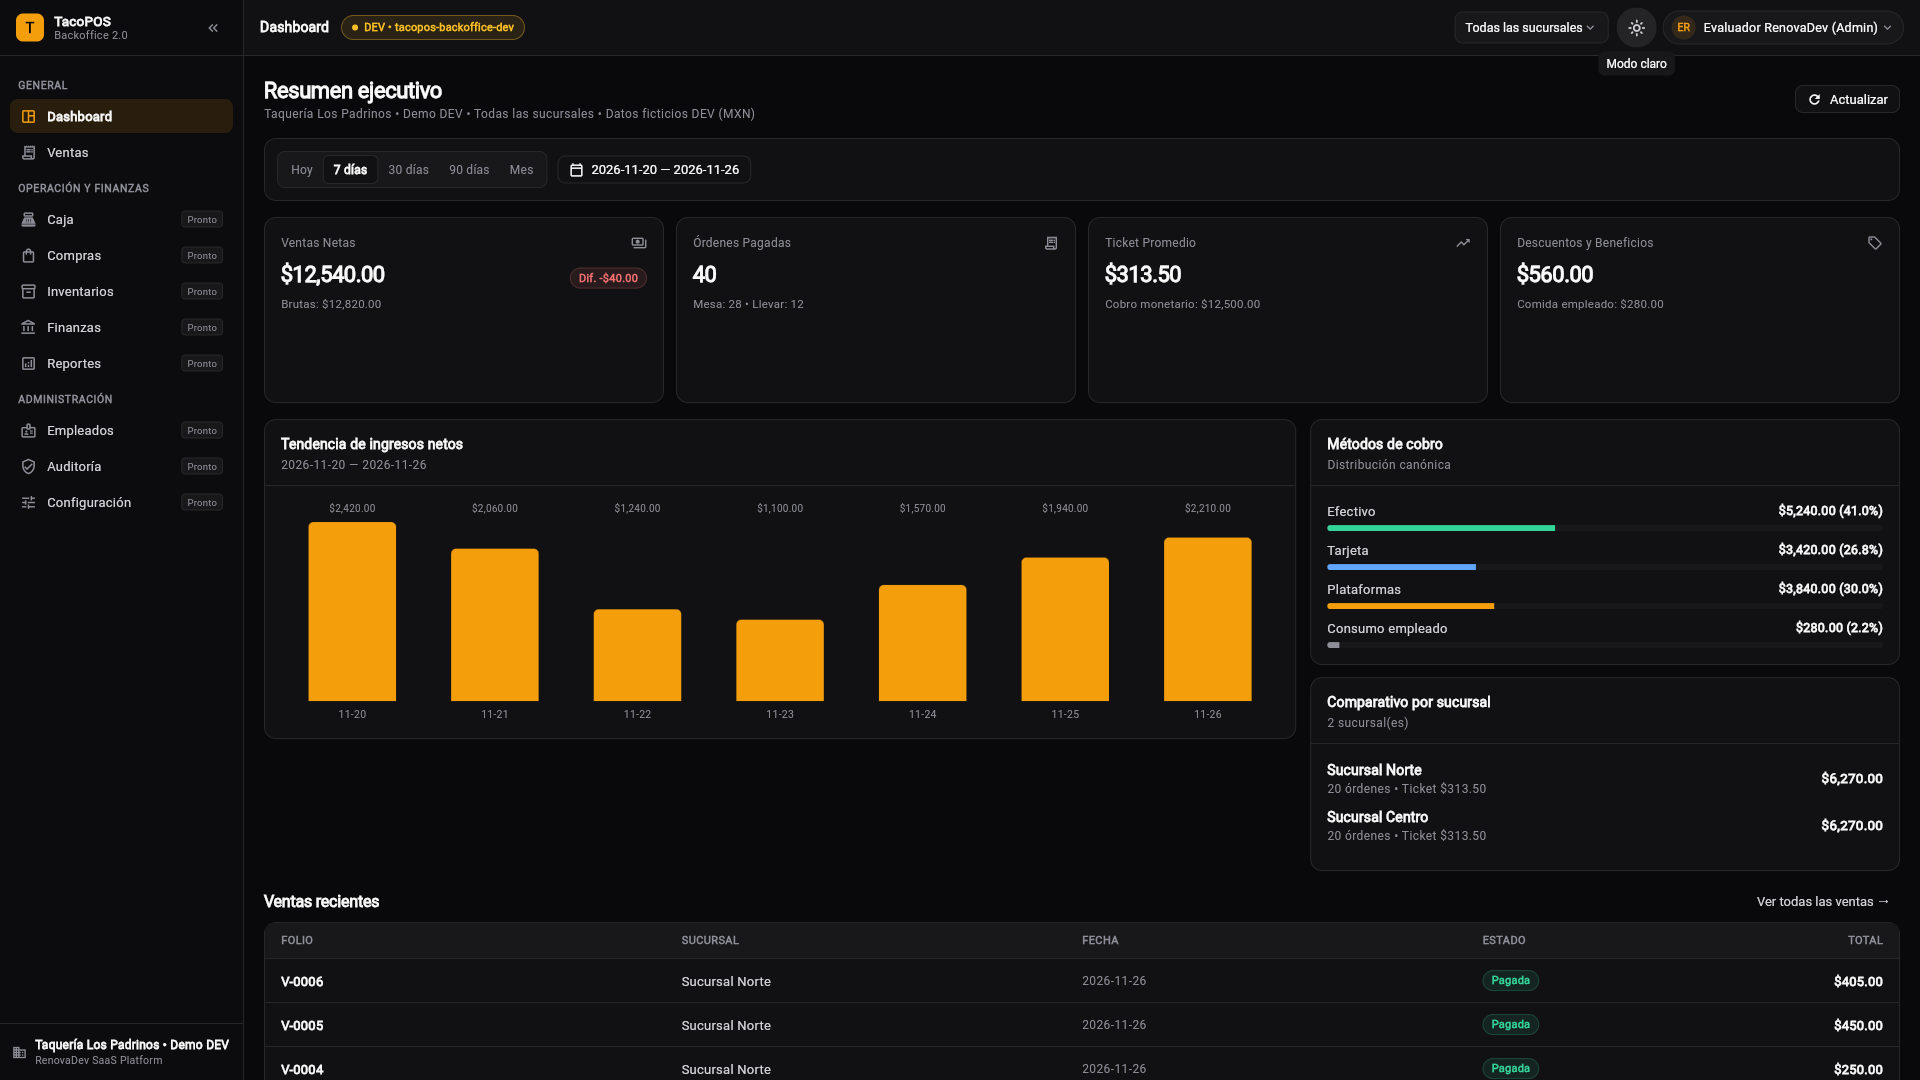 T
TacoPOS
Backoffice 2.0
«
GENERAL
Dashboard
Ventas
OPERACIÓN Y FINANZAS
Caja Pronto
Compras Pronto
Inventarios Pronto
Finanzas Pronto
Reportes Pronto
ADMINISTRACIÓN
Empleados Pronto
Auditoría Pronto
Configuración Pronto
Taquería Los Padrinos • Demo DEV
RenovaDev SaaS Platform
Dashboard
DEV • tacopos-backoffice-dev
Todas las sucursales
ER Evaluador RenovaDev (Admin)
Modo claro
Resumen ejecutivo
Taquería Los Padrinos • Demo DEV • Todas las sucursales • Datos ficticios DEV (MXN)
Actualizar
Hoy 7 días 30 días 90 días Mes 2026-11-20 — 2026-11-26
Ventas Netas
$12,540.00 Dif. -$40.00
Brutas: $12,820.00
Órdenes Pagadas
40
Mesa: 28 • Llevar: 12
Ticket Promedio
$313.50
Cobro monetario: $12,500.00
Descuentos y Beneficios
$560.00
Comida empleado: $280.00
Tendencia de ingresos netos
2026-11-20 — 2026-11-26
$2,420.00 $2,060.00 $1,240.00 $1,100.00 $1,570.00 $1,940.00 $2,210.00
11-20 11-21 11-22 11-23 11-24 11-25 11-26
Métodos de cobro
Distribución canónica
Efectivo $5,240.00 (41.0%)
Tarjeta $3,420.00 (26.8%)
Plataformas $3,840.00 (30.0%)
Consumo empleado $280.00 (2.2%)
Comparativo por sucursal
2 sucursal(es)
Sucursal Norte
20 órdenes • Ticket $313.50
$6,270.00
Sucursal Centro
20 órdenes • Ticket $313.50
$6,270.00
Ventas recientes
Ver todas las ventas →
FOLIO SUCURSAL FECHA ESTADO TOTAL
V-0006 Sucursal Norte 2026-11-26 Pagada $405.00
V-0005 Sucursal Norte 2026-11-26 Pagada $450.00
V-0004 Sucursal Norte 2026-11-26 Pagada $250.00